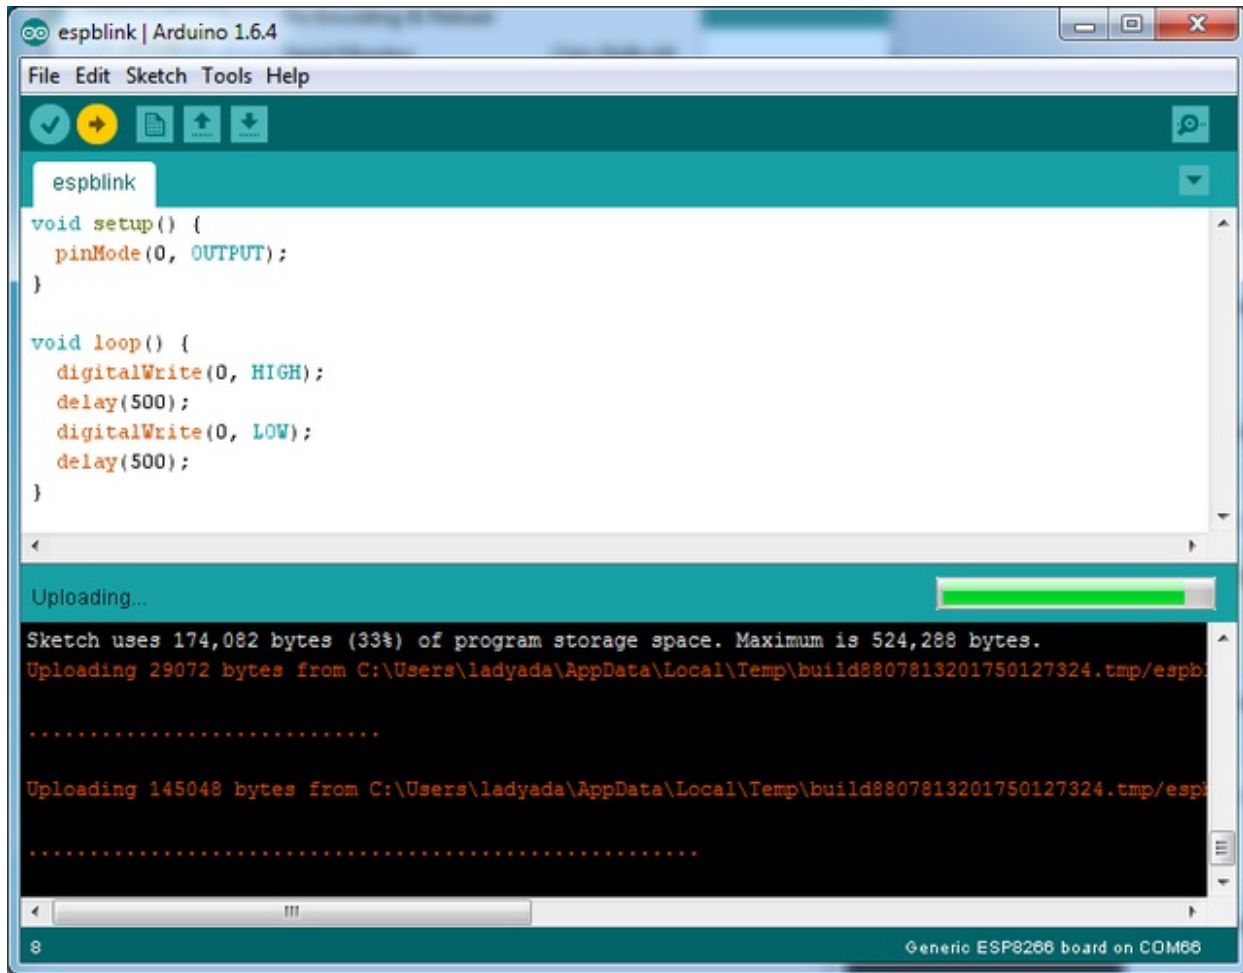 espblink | Arduino 1.6.4
File Edit Sketch Tools Help
espblink
void setup() {
  pinMode(0, OUTPUT);
}
void loop() {
  digitalWrite(0, HIGH);
  delay(500);
  digitalWrite(0, LOW);
  delay(500);
}
Uploading...
Sketch uses 174,082 bytes (33%) of program storage space. Maximum is 524,288 bytes.
Uploading 29072 bytes from C:\Users\ladyada\AppData\Local\Temp\build8807813201750127324.tmp/espb
.............................
Uploading 145048 bytes from C:\Users\ladyada\AppData\Local\Temp\build8807813201750127324.tmp/esp
.......................................................
8
Generic ESP8266 board on COM66